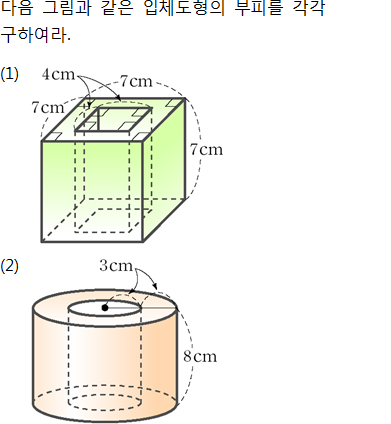 다음 그림과 같은 입체도형의 부피를 각각
구하여라.
(1)
4cm
7cm
7cm
7cm
(2)
3cm
8cm